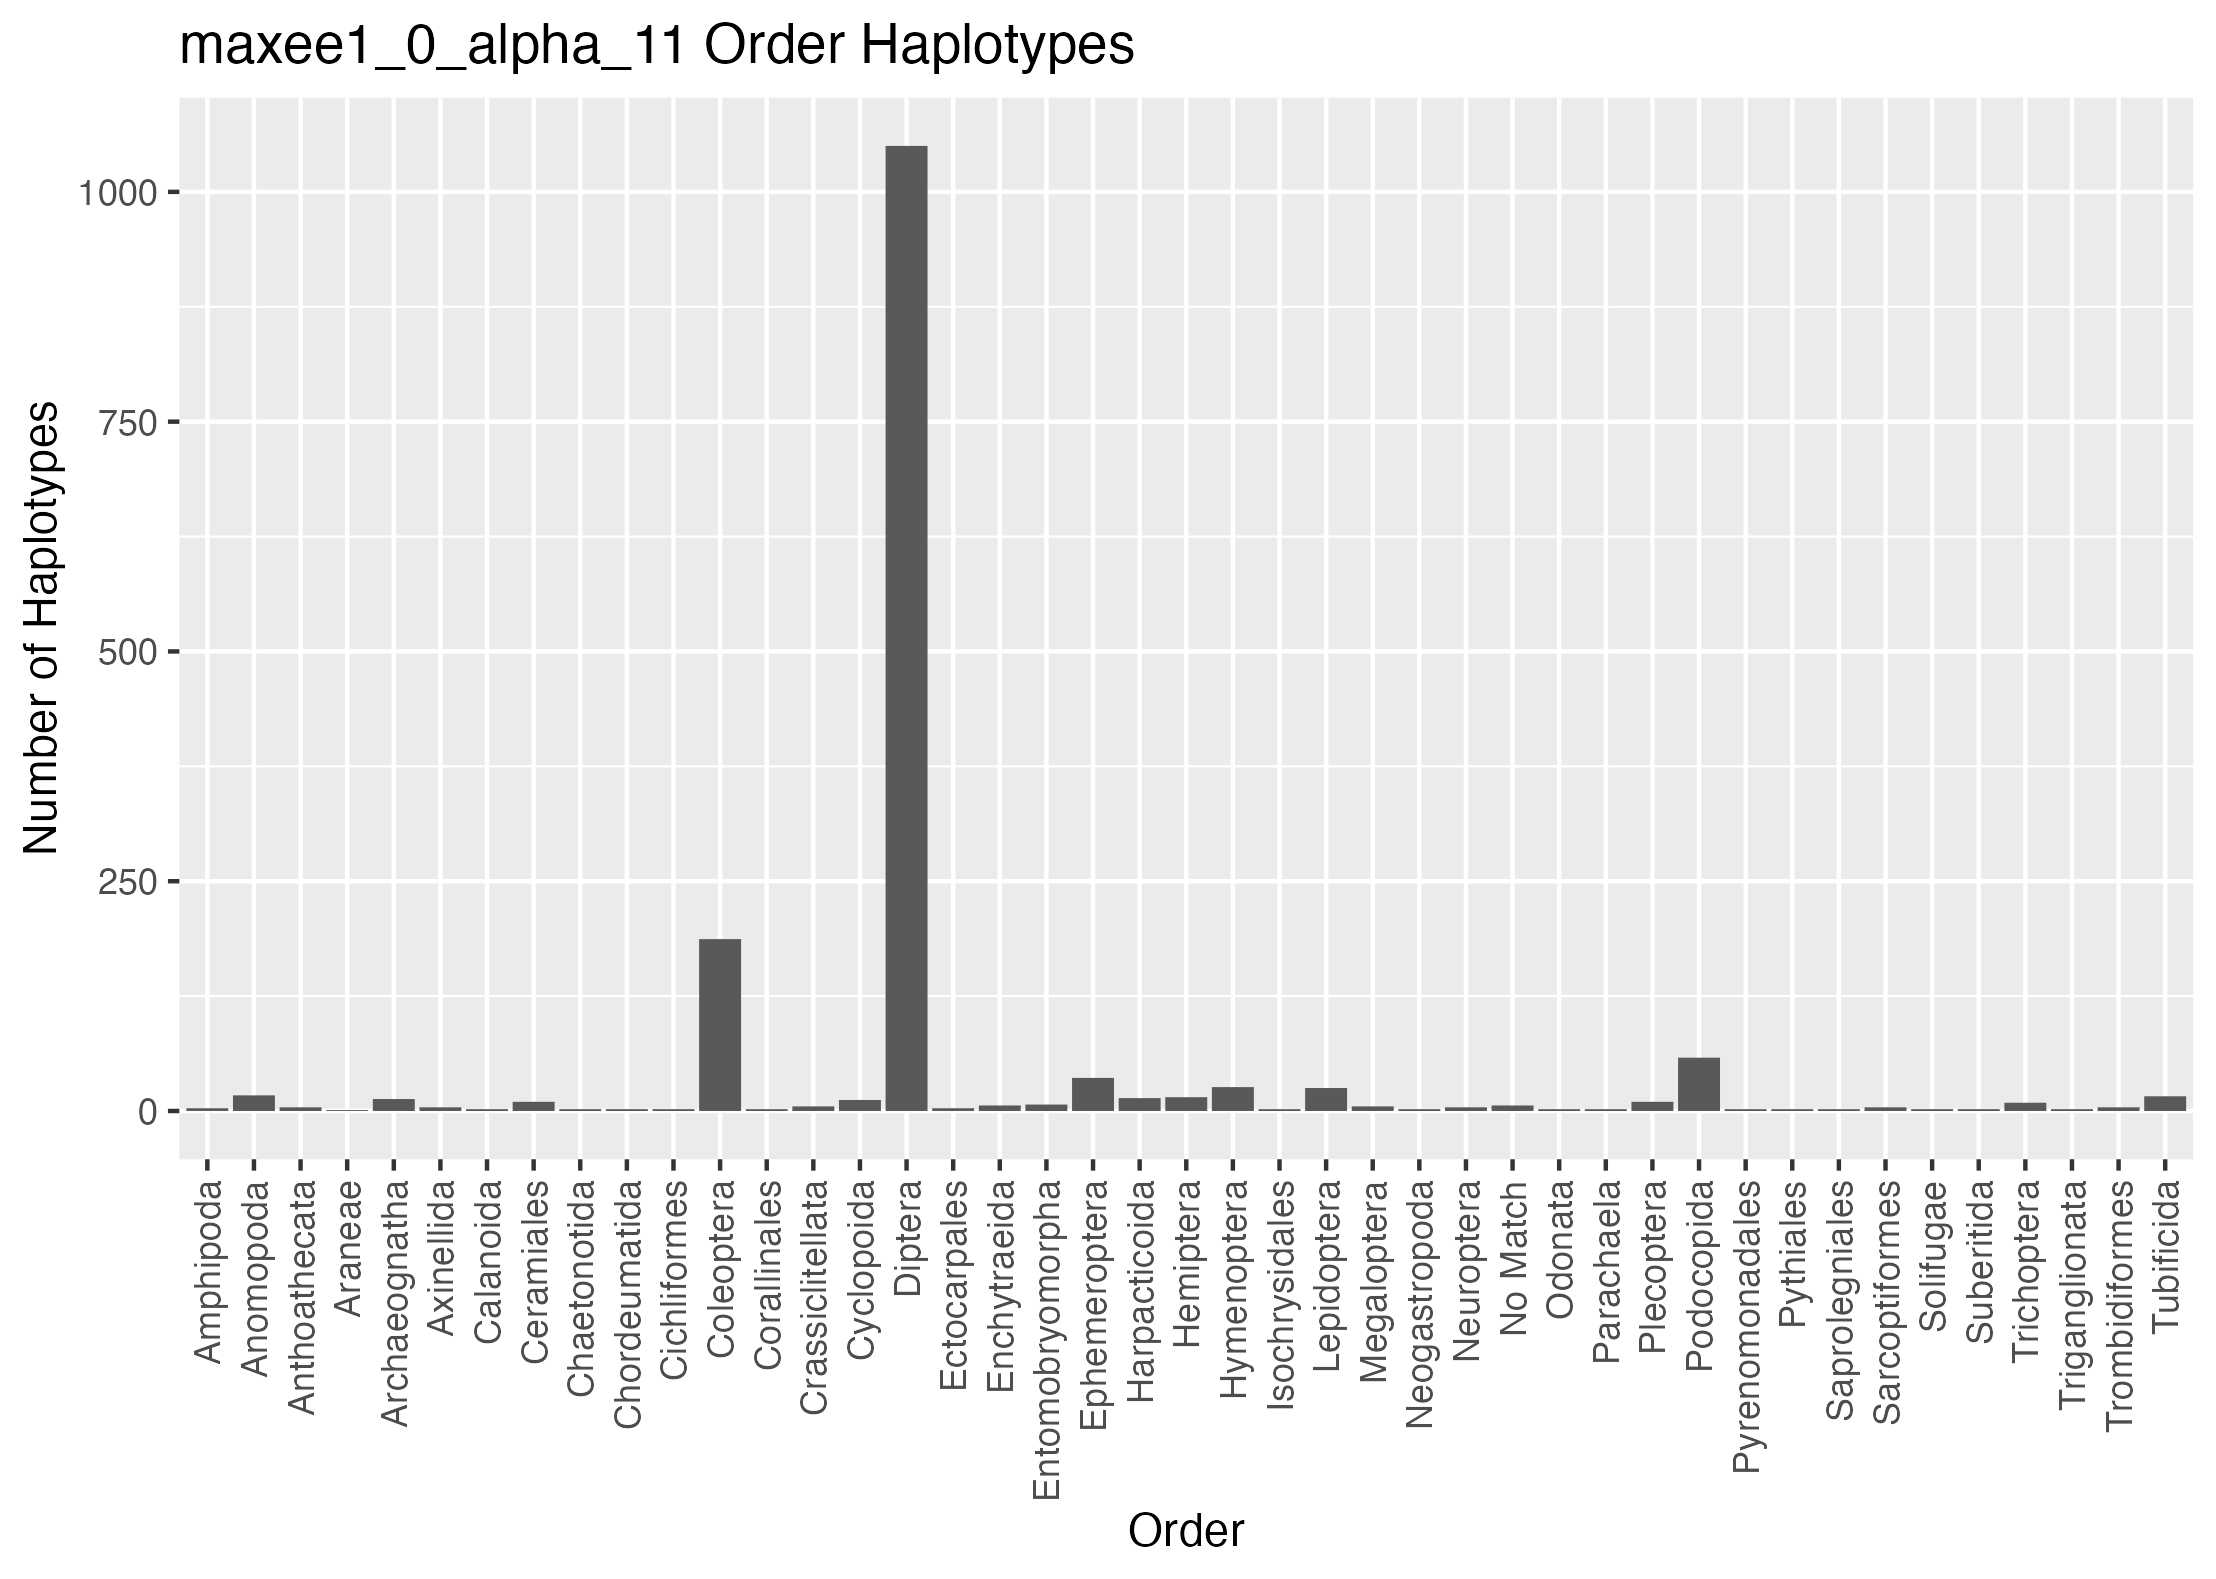 maxee1_0_alpha_11 Order Haplotypes
Number of Haplotypes
1000
750
500
250
0
Amphipoda
Anomopoda
Anthoathecata
Araneae
Archaeognatha
Axinellida
Calanoida
Ceramiales
Chaetonotida
Chordeumatida
Cichliformes
Coleoptera
Corallinales
Crassiclitellata
Cyclopoida
Diptera
Ectocarpales
Enchytraeida
Entomobryomorpha
Ephemeroptera
Harpacticoida
Hemiptera
Hymenoptera
Isochrysidales
Lepidoptera
Megaloptera
Neogastropoda
Neuroptera
No Match
Odonata
Parachaela
Plecoptera
Podocopida
Pyrenomonadales
Pythiales
Saprolegniales
Sarcoptiformes
Solifugae
Suberitida
Trichoptera
Triganglionata
Trombidiformes
Tubificida
Order